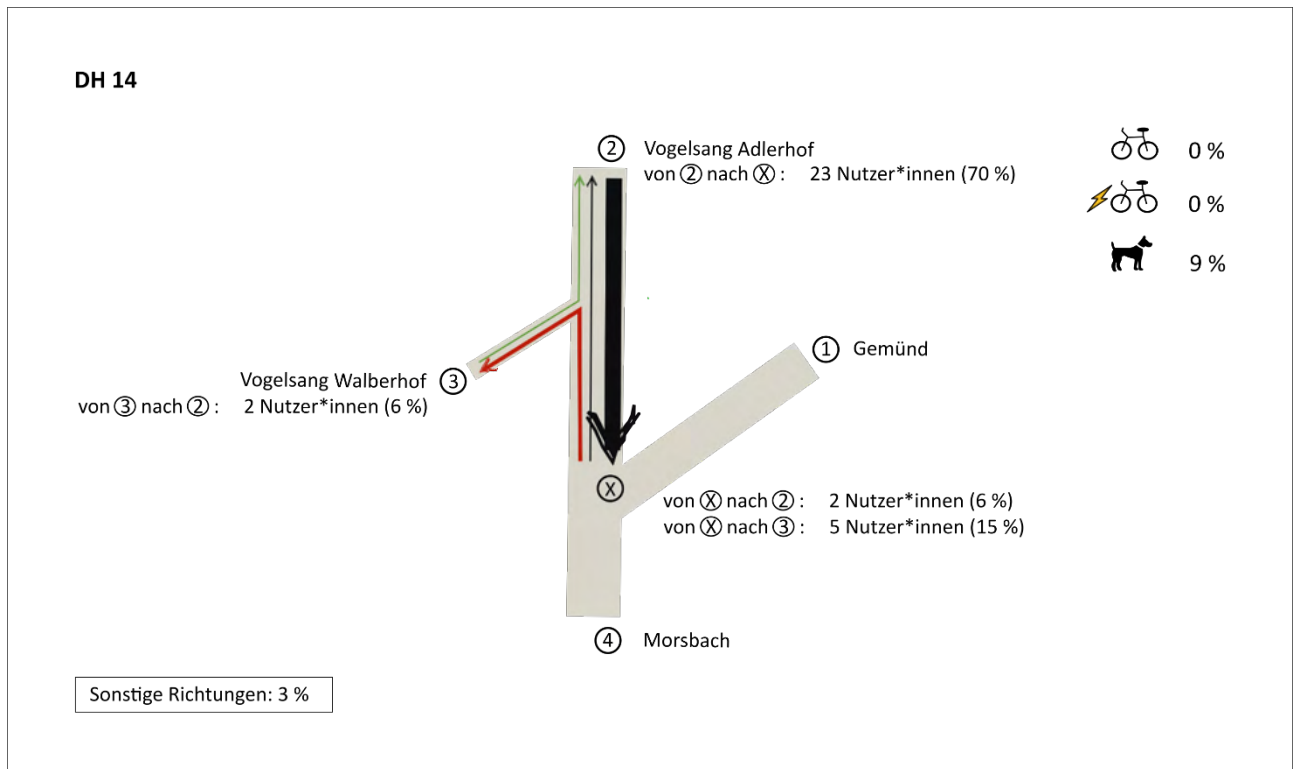 DH 14
② Vogelsang Adlerhof
von ② nach Ⓧ : 23 Nutzer*innen (70 %)
0 %
0 %
9 %
① Gemünd
Vogelsang Walberhof ③
von ③ nach ② : 2 Nutzer*innen (6 %)
Ⓧ
von Ⓧ nach ② : 2 Nutzer*innen (6 %)
von Ⓧ nach ③ : 5 Nutzer*innen (15 %)
④ Morsbach
Sonstige Richtungen: 3 %